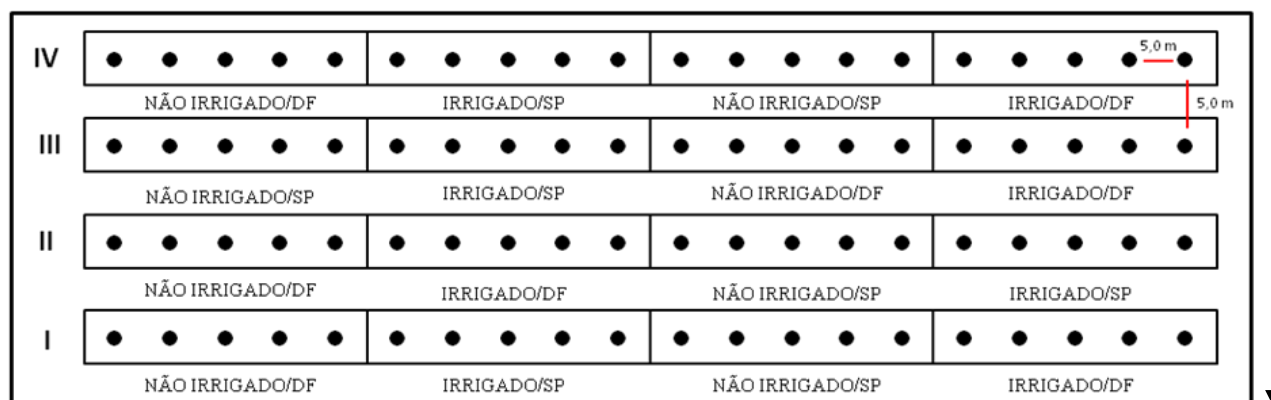 IV
5,0 m
NÃO IRRIGADO/DF IRRIGADO/SP NÃO IRRIGADO/SP IRRIGADO/DF
5,0 m
III
NÃO IRRIGADO/SP IRRIGADO/SP NÃO IRRIGADO/DF IRRIGADO/DF
II
NÃO IRRIGADO/DF IRRIGADO/DF NÃO IRRIGADO/SP IRRIGADO/SP
I
NÃO IRRIGADO/DF IRRIGADO/SP NÃO IRRIGADO/SP IRRIGADO/DF